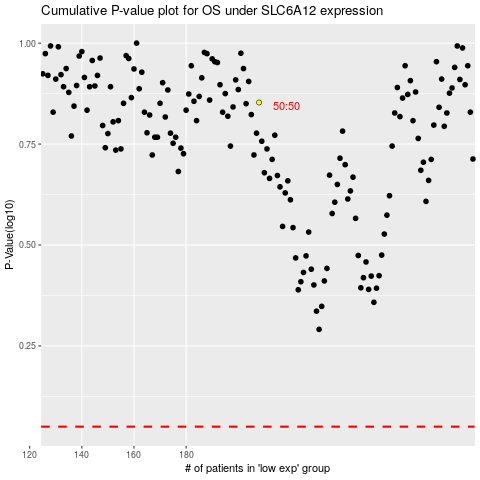 Cumulative P-value plot for OS under SLC6A12 expression
P-Value(log10)
1.00
0.75
0.50
0.25
50:50
120 140 160 180
# of patients in 'low exp' group